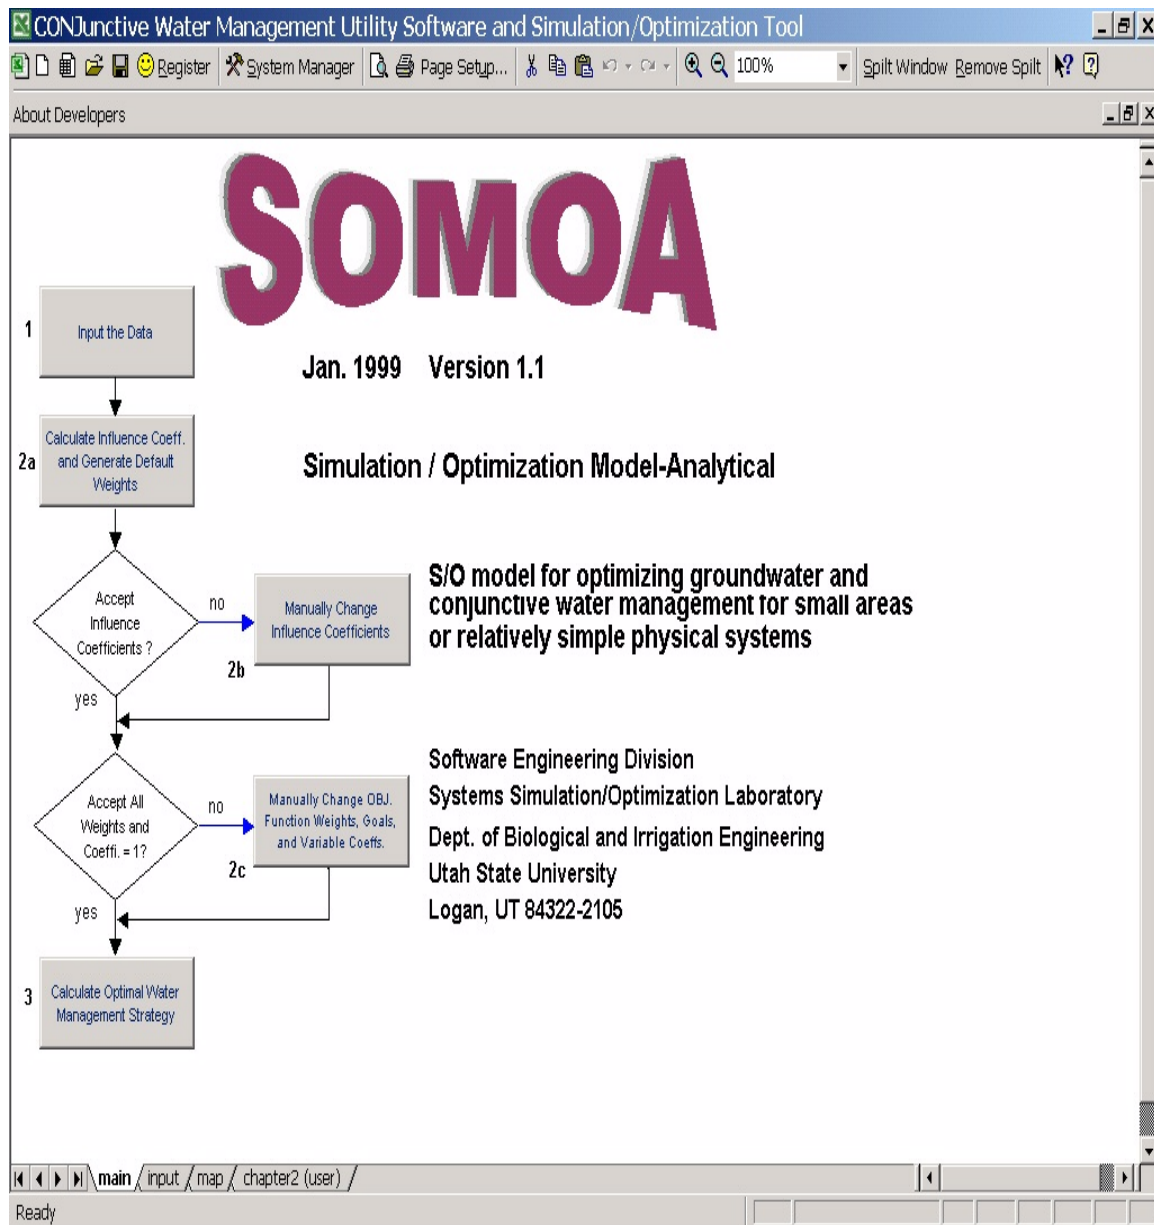 CONJunctive Water Management Utility Software and Simulation/Optimization Tool
Register System Manager Page Setup... 100% Spilt Window Remove Spilt
About Developers
SOMOA
Jan. 1999 Version 1.1
Simulation / Optimization Model-Analytical
S/O model for optimizing groundwater and
conjunctive water management for small areas
or relatively simple physical systems
Software Engineering Division
Systems Simulation/Optimization Laboratory
Dept. of Biological and Irrigation Engineering
Utah State University
Logan, UT 84322-2105
1
Input the Data
2a
Calculate Influence Coeff.
and Generate Default
Weights
Accept
Influence
Coefficients ?
no
Manually Change
Influence Coefficients
2b
yes
Accept All
Weights and
Coeffi. = 1?
no
Manually Change OBJ.
Function Weights, Goals,
and Variable Coeffs.
2c
yes
3
Calculate Optimal Water
Management Strategy
main / input / map / chapter2 (user) /
Ready